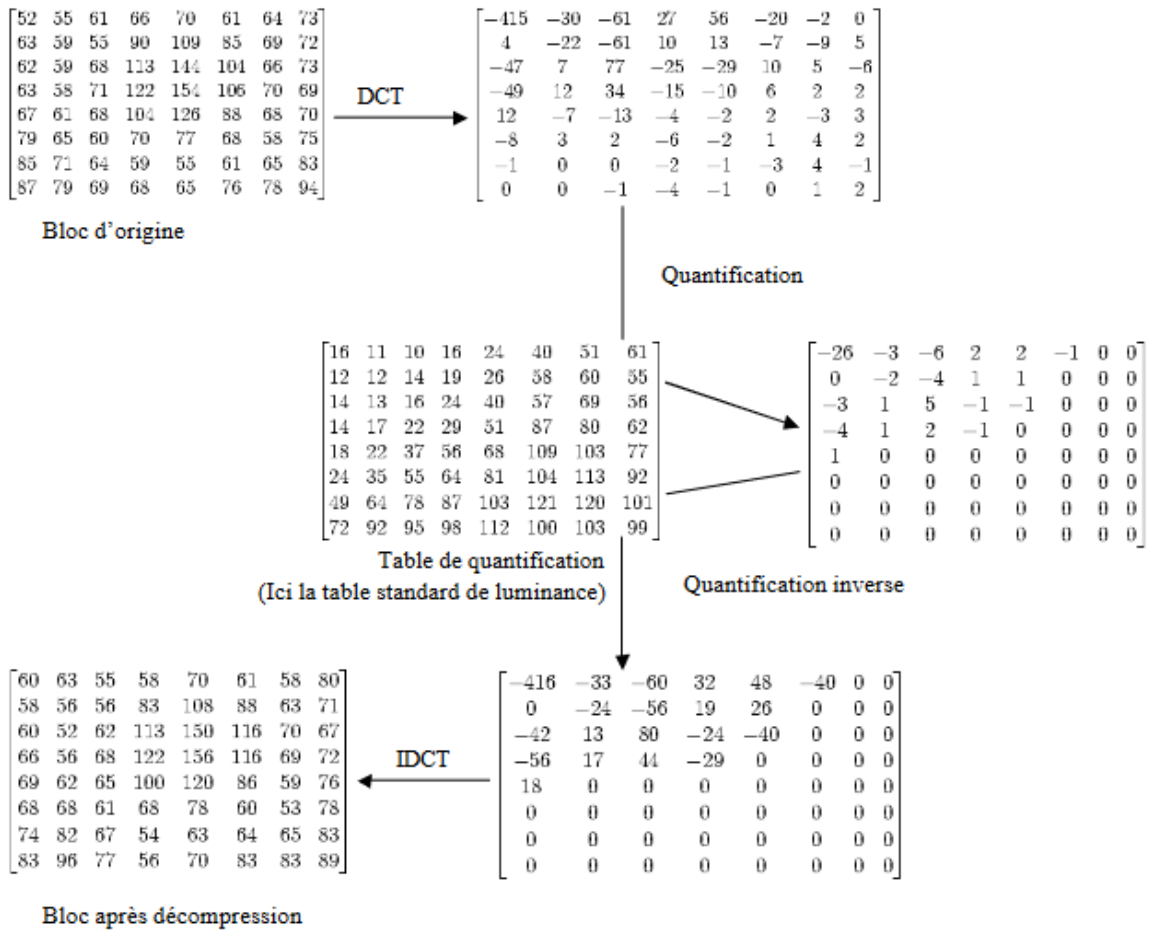 52 55 61 66 70 61 64 73
63 59 55 90 109 85 69 72
62 59 68 113 144 104 66 73
63 58 71 122 154 106 70 69
67 61 68 104 126 88 68 70
79 65 60 70 77 68 58 75
85 71 64 59 55 61 65 83
87 79 69 68 65 76 78 94
Bloc d'origine
DCT
−415 −30 −61 27 56 −20 −2 0
4 −22 −61 10 13 −7 −9 5
−47 7 77 −25 −29 10 5 −6
−49 12 34 −15 −10 6 2 2
12 −7 −13 −4 −2 2 −3 3
−8 3 2 −6 −2 1 4 2
−1 0 0 −2 −1 −3 4 −1
0 0 −1 −4 −1 0 1 2
Quantification
16 11 10 16 24 40 51 61
12 12 14 19 26 58 60 55
14 13 16 24 40 57 69 56
14 17 22 29 51 87 80 62
18 22 37 56 68 109 103 77
24 35 55 64 81 104 113 92
49 64 78 87 103 121 120 101
72 92 95 98 112 100 103 99
Table de quantification
(Ici la table standard de luminance)
−26 −3 −6 2 2 −1 0 0
0 −2 −4 1 1 0 0 0
−3 1 5 −1 −1 0 0 0
−4 1 2 −1 0 0 0 0
1 0 0 0 0 0 0 0
0 0 0 0 0 0 0 0
0 0 0 0 0 0 0 0
0 0 0 0 0 0 0 0
Quantification inverse
60 63 55 58 70 61 58 80
58 56 56 83 108 88 63 71
60 52 62 113 150 116 70 67
66 56 68 122 156 116 69 72
69 62 65 100 120 86 59 76
68 68 61 68 78 60 53 78
74 82 67 54 63 64 65 83
83 96 77 56 70 83 83 89
Bloc après décompression
IDCT
−416 −33 −60 32 48 −40 0 0
0 −24 −56 19 26 0 0 0
−42 13 80 −24 −40 0 0 0
−56 17 44 −29 0 0 0 0
18 0 0 0 0 0 0 0
0 0 0 0 0 0 0 0
0 0 0 0 0 0 0 0
0 0 0 0 0 0 0 0